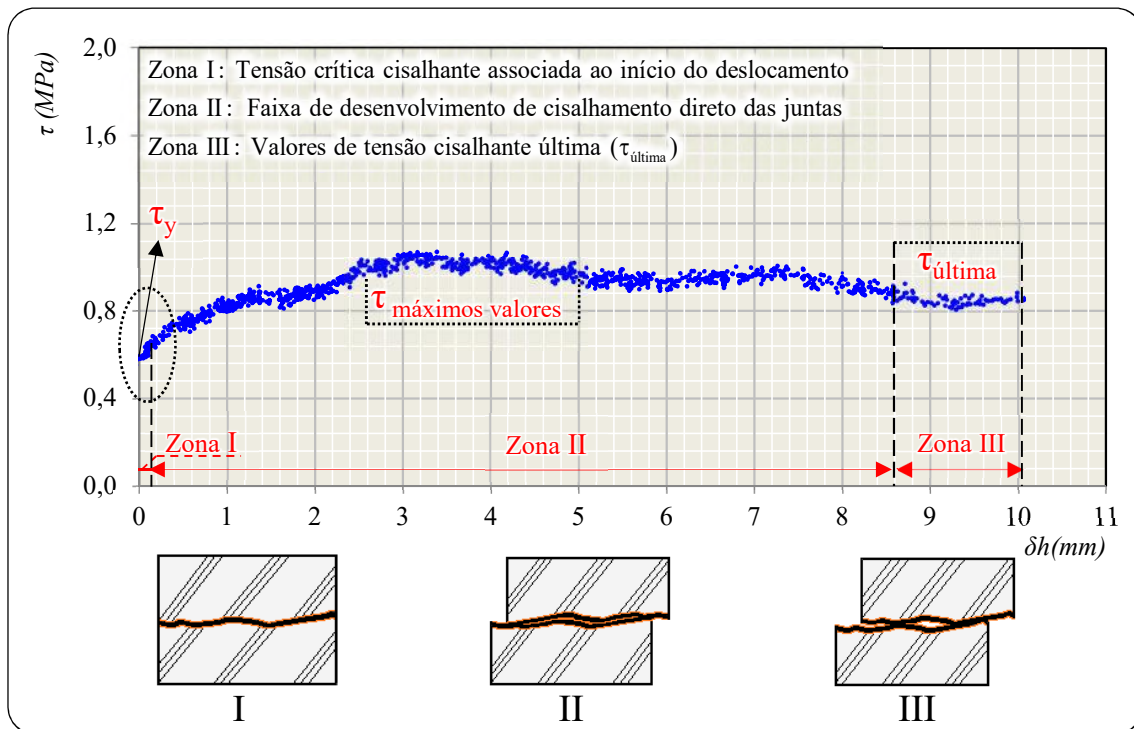 2,0
1,6
1,2
0,8
0,4
0,0
τ (MPa)
Zona I: Tensão crítica cisalhante associada ao início do deslocamento
Zona II: Faixa de desenvolvimento de cisalhamento direto das juntas
Zona III: Valores de tensão cisalhante última (τúltima)
τy
τ máximos valores
τúltima
Zona I
Zona II
Zona III
0 1 2 3 4 5 6 7 8 9 10 11
δh(mm)
I II III